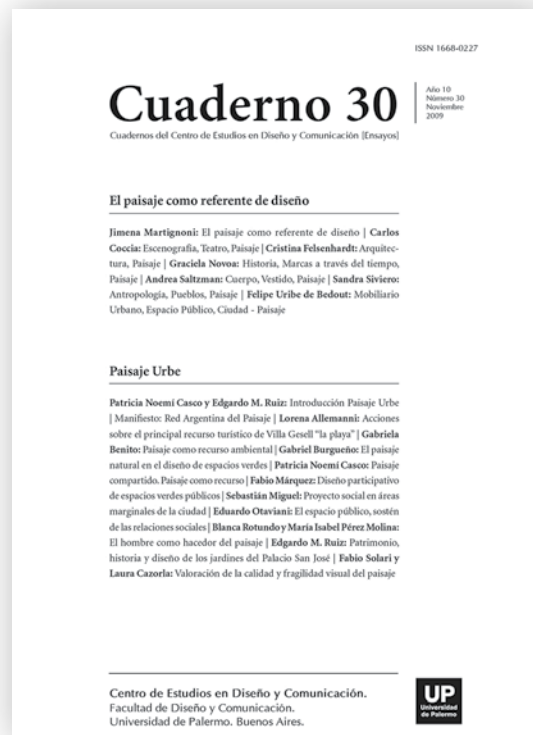 ISSN 1668-0227
Cuaderno 30
Año 10
Número 30
Noviembre
2009
Cuadernos del Centro de Estudios en Diseño y Comunicación [Ensayos]
El paisaje como referente de diseño
Jimena Martignoni: El paisaje como referente de diseño | Carlos
Coccia: Escenografía, Teatro, Paisaje | Cristina Felsenhardt: Arquitec-
tura, Paisaje | Graciela Novoa: Historia, Marcas a través del tiempo,
Paisaje | Andrea Saltzman: Cuerpo, Vestido, Paisaje | Sandra Siviero:
Antropología, Pueblos, Paisaje | Felipe Uribe de Bedout: Mobiliario
Urbano, Espacio Público, Ciudad - Paisaje
Paisaje Urbe
Patricia Noemí Casco y Edgardo M. Ruiz: Introducción Paisaje Urbe
| Manifiesto: Red Argentina del Paisaje | Lorena Allemanni: Acciones
sobre el principal recurso turístico de Villa Gesell "la playa" | Gabriela
Benito: Paisaje como recurso ambiental | Gabriel Burgueño: El paisaje
natural en el diseño de espacios verdes | Patricia Noemí Casco: Paisaje
compartido. Paisaje como recurso | Fabio Márquez: Diseño participativo
de espacios verdes públicos | Sebastián Miguel: Proyecto social en áreas
marginales de la ciudad | Eduardo Otaviani: El espacio público, sostén
de las relaciones sociales | Blanca Rotundo y María Isabel Pérez Molina:
El hombre como hacedor del paisaje | Edgardo M. Ruiz: Patrimonio,
historia y diseño de los jardines del Palacio San José | Fabio Solari y
Laura Cazorla: Valoración de la calidad y fragilidad visual del paisaje
Centro de Estudios en Diseño y Comunicación.
Facultad de Diseño y Comunicación.
Universidad de Palermo. Buenos Aires.
UP
Universidad
de Palermo